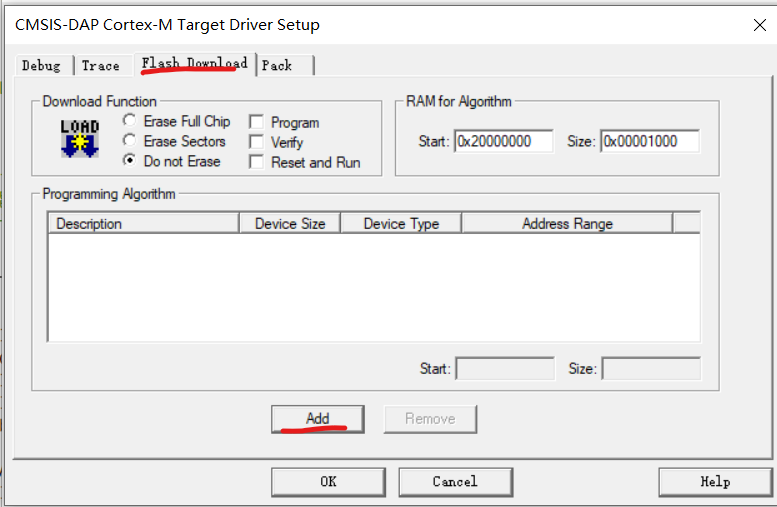 CMSIS-DAP Cortex-M Target Driver Setup
Debug Trace Flash Download Pack
Download Function
LOAD
Erase Full Chip
Erase Sectors
Do not Erase
Program
Verify
Reset and Run
RAM for Algorithm
Start: 0x20000000 Size: 0x00001000
Programming Algorithm
Description Device Size Device Type Address Range
Start: Size:
Add Remove
OK Cancel Help